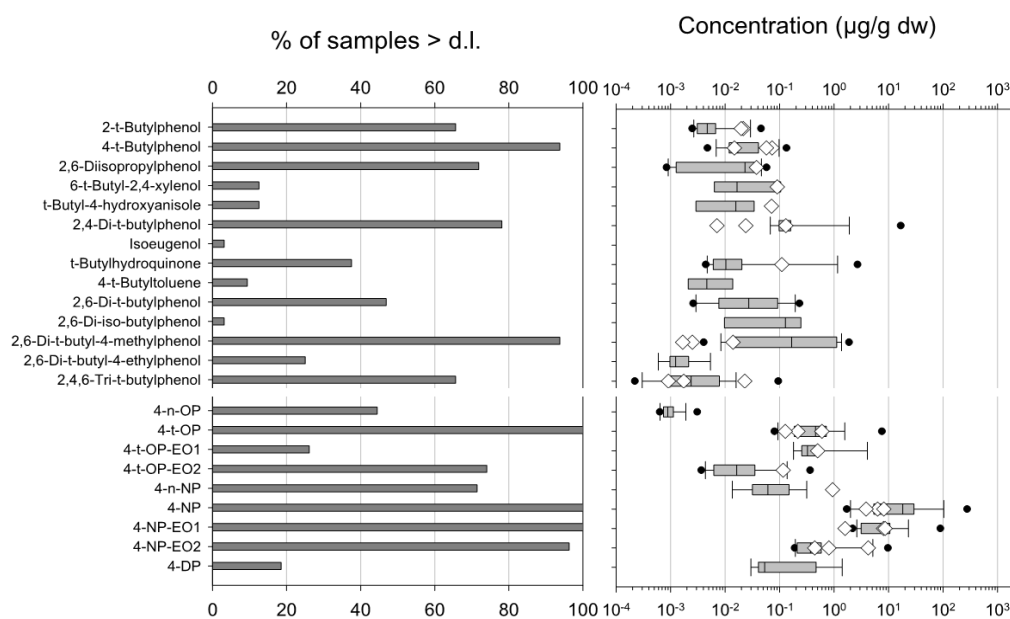 % of samples > d.l.
Concentration (µg/g dw)
0 20 40 60 80 100
10⁻⁴ 10⁻³ 10⁻² 10⁻¹ 10⁰ 10¹ 10² 10³
2-t-Butylphenol
4-t-Butylphenol
2,6-Diisopropylphenol
6-t-Butyl-2,4-xylenol
t-Butyl-4-hydroxyanisole
2,4-Di-t-butylphenol
Isoeugenol
t-Butylhydroquinone
4-t-Butyltoluene
2,6-Di-t-butylphenol
2,6-Di-iso-butylphenol
2,6-Di-t-butyl-4-methylphenol
2,6-Di-t-butyl-4-ethylphenol
2,4,6-Tri-t-butylphenol
4-n-OP
4-t-OP
4-t-OP-EO1
4-t-OP-EO2
4-n-NP
4-NP
4-NP-EO1
4-NP-EO2
4-DP
0 20 40 60 80 100
10⁻⁴ 10⁻³ 10⁻² 10⁻¹ 10⁰ 10¹ 10² 10³